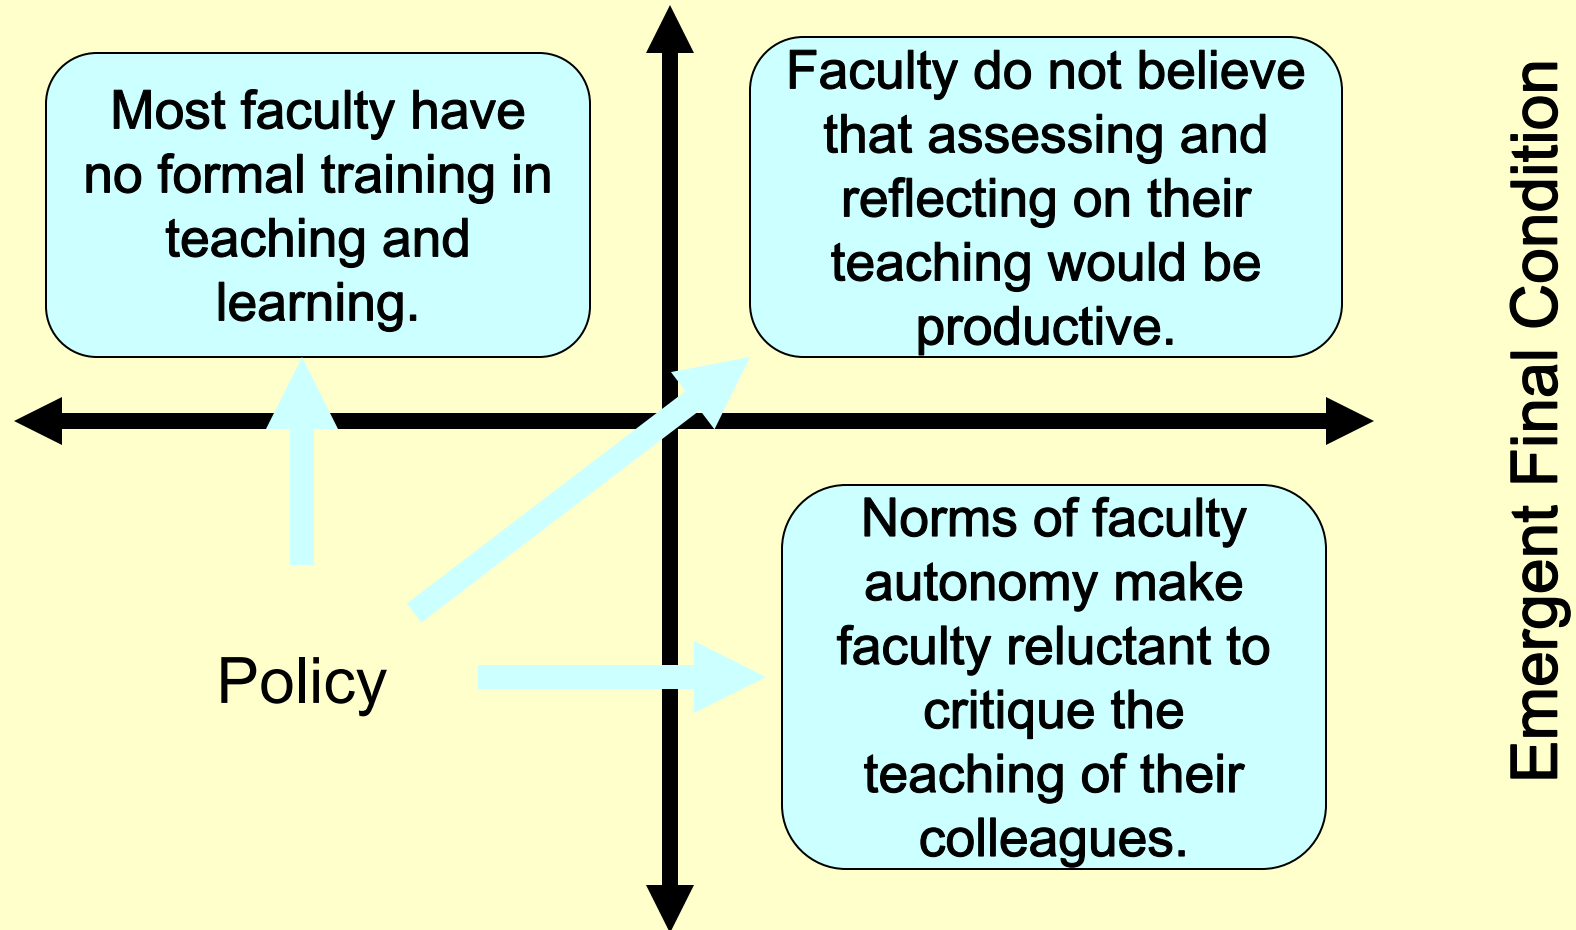 Most faculty have
no formal training in
teaching and
learning.
Faculty do not believe
that assessing and
reflecting on their
teaching would be
productive.
Policy
Norms of faculty
autonomy make
faculty reluctant to
critique the
teaching of their
colleagues.
Emergent Final Condition